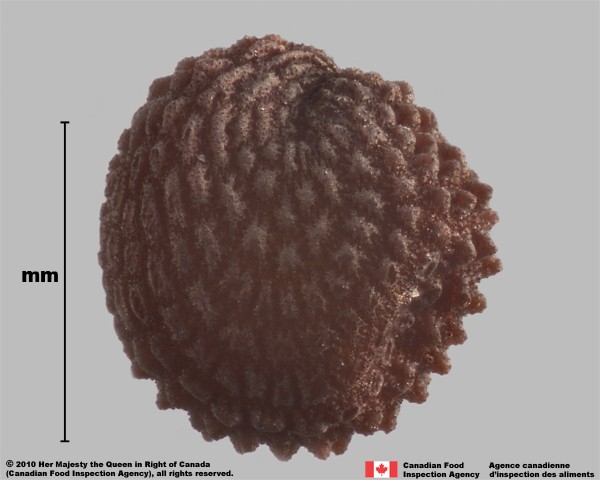 mm
© 2010 Her Majesty the Queen in Right of Canada
(Canadian Food Inspection Agency), all rights reserved.
Canadian Food
Inspection Agency
Agence canadienne
d'inspection des aliments